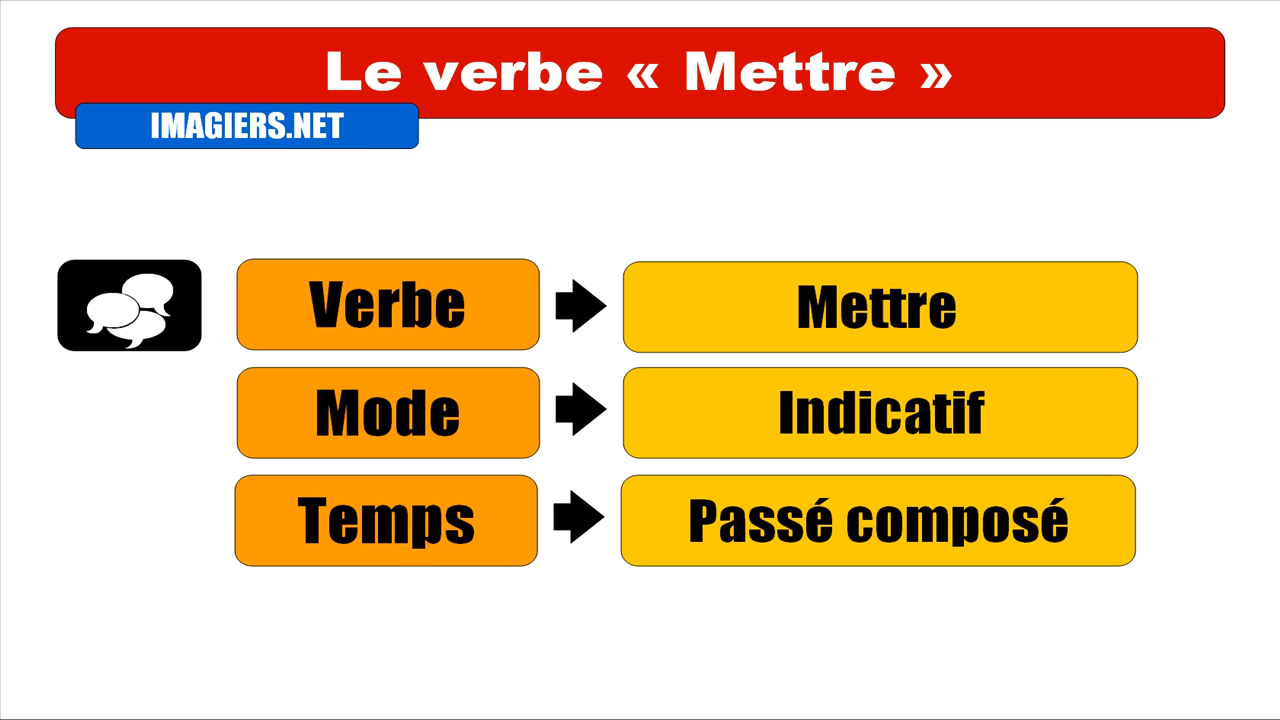 Le verbe « Mettre »
IMAGIERS.NET
Verbe Mettre
Mode Indicatif
Temps Passé composé